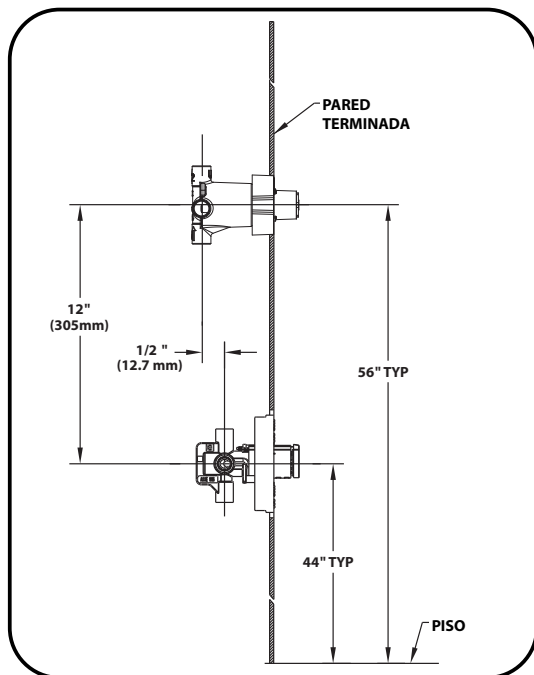 PARED
TERMINADA
12"
(305mm)
1/2 "
(12.7 mm)
56" TYP
44" TYP
PISO